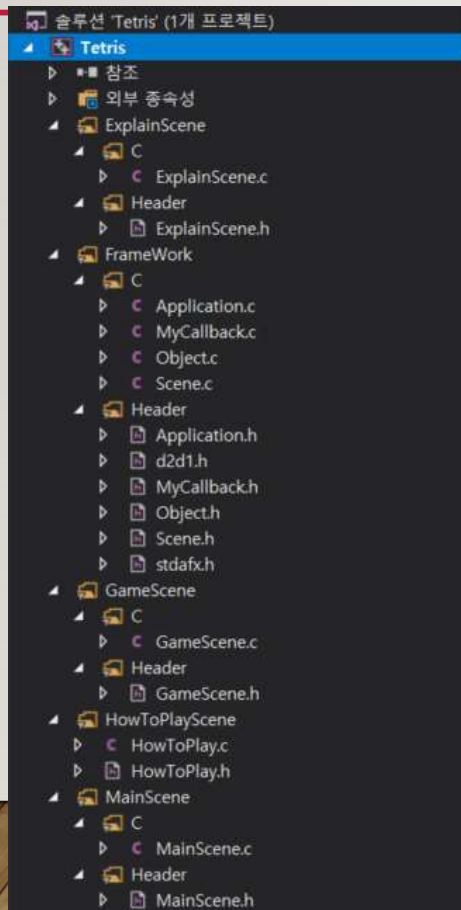 솔루션 'Tetris' (1개 프로젝트)
Tetris
참조
외부 종속성
ExplainScene
C
C ExplainScene.c
Header
ExplainScene.h
FrameWork
C
C Application.c
C MyCallback.c
C Object.c
C Scene.c
Header
Application.h
d2d1.h
MyCallback.h
Object.h
Scene.h
stdafx.h
GameScene
C
C GameScene.c
Header
GameScene.h
HowToPlayScene
C HowToPlay.c
HowToPlay.h
MainScene
C
C MainScene.c
Header
MainScene.h